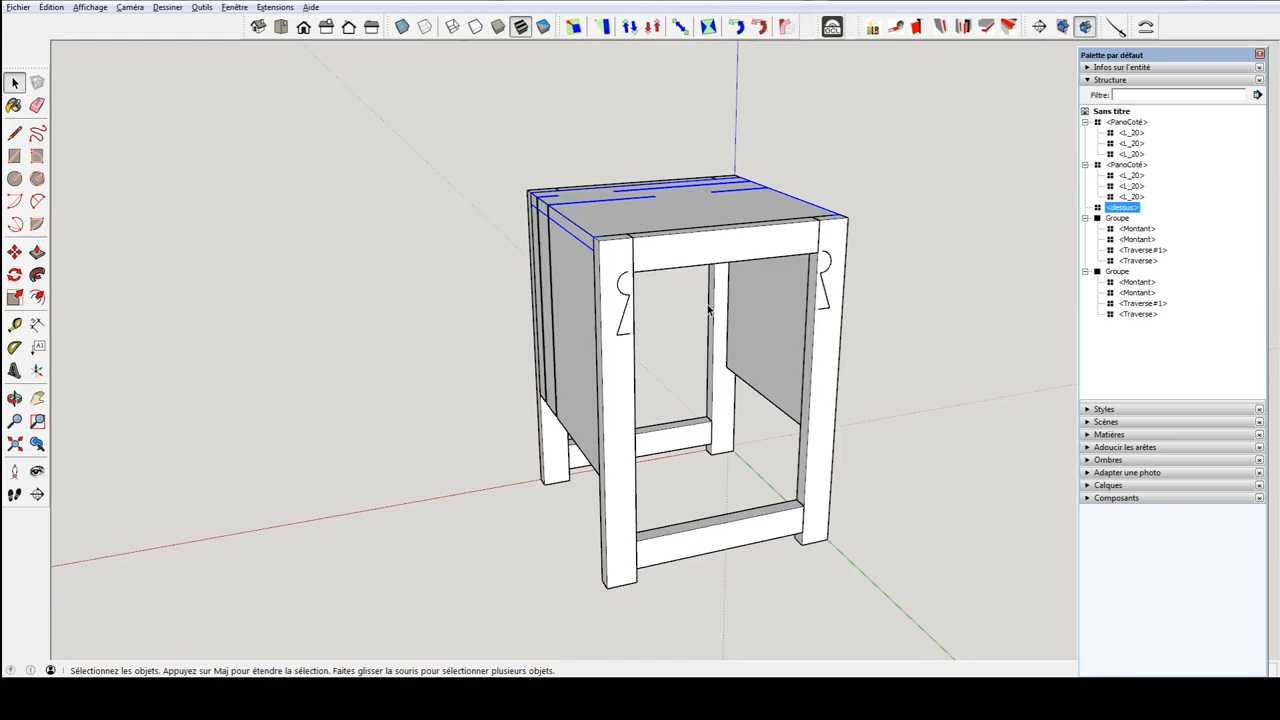 Fichier Édition Affichage Caméra Dessiner Outils Fenêtre Extensions Aide
OCL
Palette par défaut
Infos sur l'entité
Structure
Filtre:
Sans titre
<PanoCoté>
<L_20>
<L_20>
<L_20>
<PanoCoté>
<L_20>
<L_20>
<L_20>
<dessus>
Groupe
<Montant>
<Montant>
<Traverse#1>
<Traverse>
Groupe
<Montant>
<Montant>
<Traverse#1>
<Traverse>
Styles
Scènes
Matières
Adoucir les arêtes
Ombres
Adapter une photo
Calques
Composants
Sélectionnez les objets. Appuyez sur Maj pour étendre la sélection. Faites glisser la souris pour sélectionner plusieurs objets.